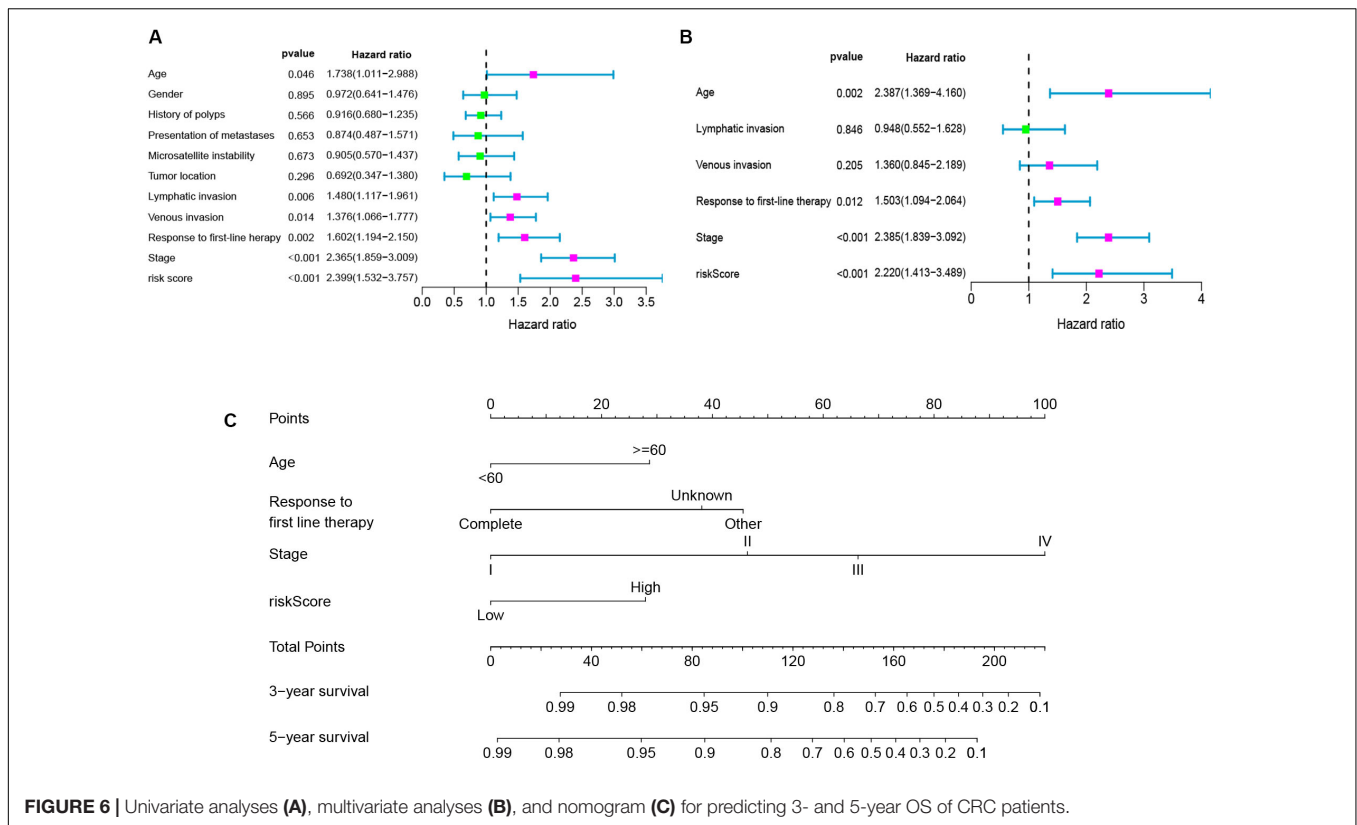 A
pvalue Hazard ratio
Age 0.046 1.738(1.011−2.988)
Gender 0.895 0.972(0.641−1.476)
History of polyps 0.566 0.916(0.680−1.235)
Presentation of metastases 0.653 0.874(0.487−1.571)
Microsatellite instability 0.673 0.905(0.570−1.437)
Tumor location 0.296 0.692(0.347−1.380)
Lymphatic invasion 0.006 1.480(1.117−1.961)
Venous invasion 0.014 1.376(1.066−1.777)
Response to first-line herapy 0.002 1.602(1.194−2.150)
Stage <0.001 2.365(1.859−3.009)
risk score <0.001 2.399(1.532−3.757)
0.0 0.5 1.0 1.5 2.0 2.5 3.0 3.5
Hazard ratio
B
pvalue Hazard ratio
Age 0.002 2.387(1.369−4.160)
Lymphatic invasion 0.846 0.948(0.552−1.628)
Venous invasion 0.205 1.360(0.845−2.189)
Response to first-line therapy 0.012 1.503(1.094−2.064)
Stage <0.001 2.385(1.839−3.092)
riskScore <0.001 2.220(1.413−3.489)
0 1 2 3 4
Hazard ratio
C
Points 0 20 40 60 80 100
Age <60 >=60
Response to
first line therapy Complete Unknown Other
Stage I II III IV
riskScore Low High
Total Points 0 40 80 120 160 200
3−year survival 0.99 0.98 0.95 0.9 0.8 0.7 0.6 0.5 0.4 0.3 0.2 0.1
5−year survival 0.99 0.98 0.95 0.9 0.8 0.7 0.6 0.5 0.4 0.3 0.2 0.1
FIGURE 6 | Univariate analyses (A), multivariate analyses (B), and nomogram (C) for predicting 3- and 5-year OS of CRC patients.